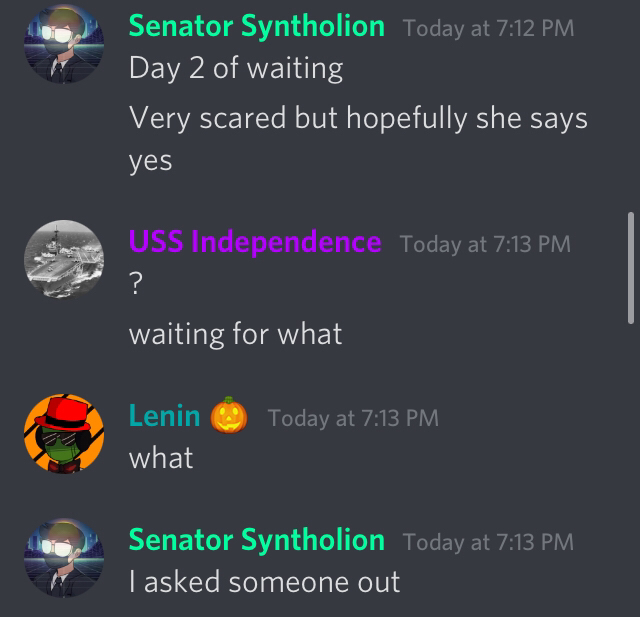 Senator Syntholion Today at 7:12 PM
Day 2 of waiting
Very scared but hopefully she says
yes
USS Independence Today at 7:13 PM
?
waiting for what
Lenin 🎃 Today at 7:13 PM
what
Senator Syntholion Today at 7:13 PM
I asked someone out